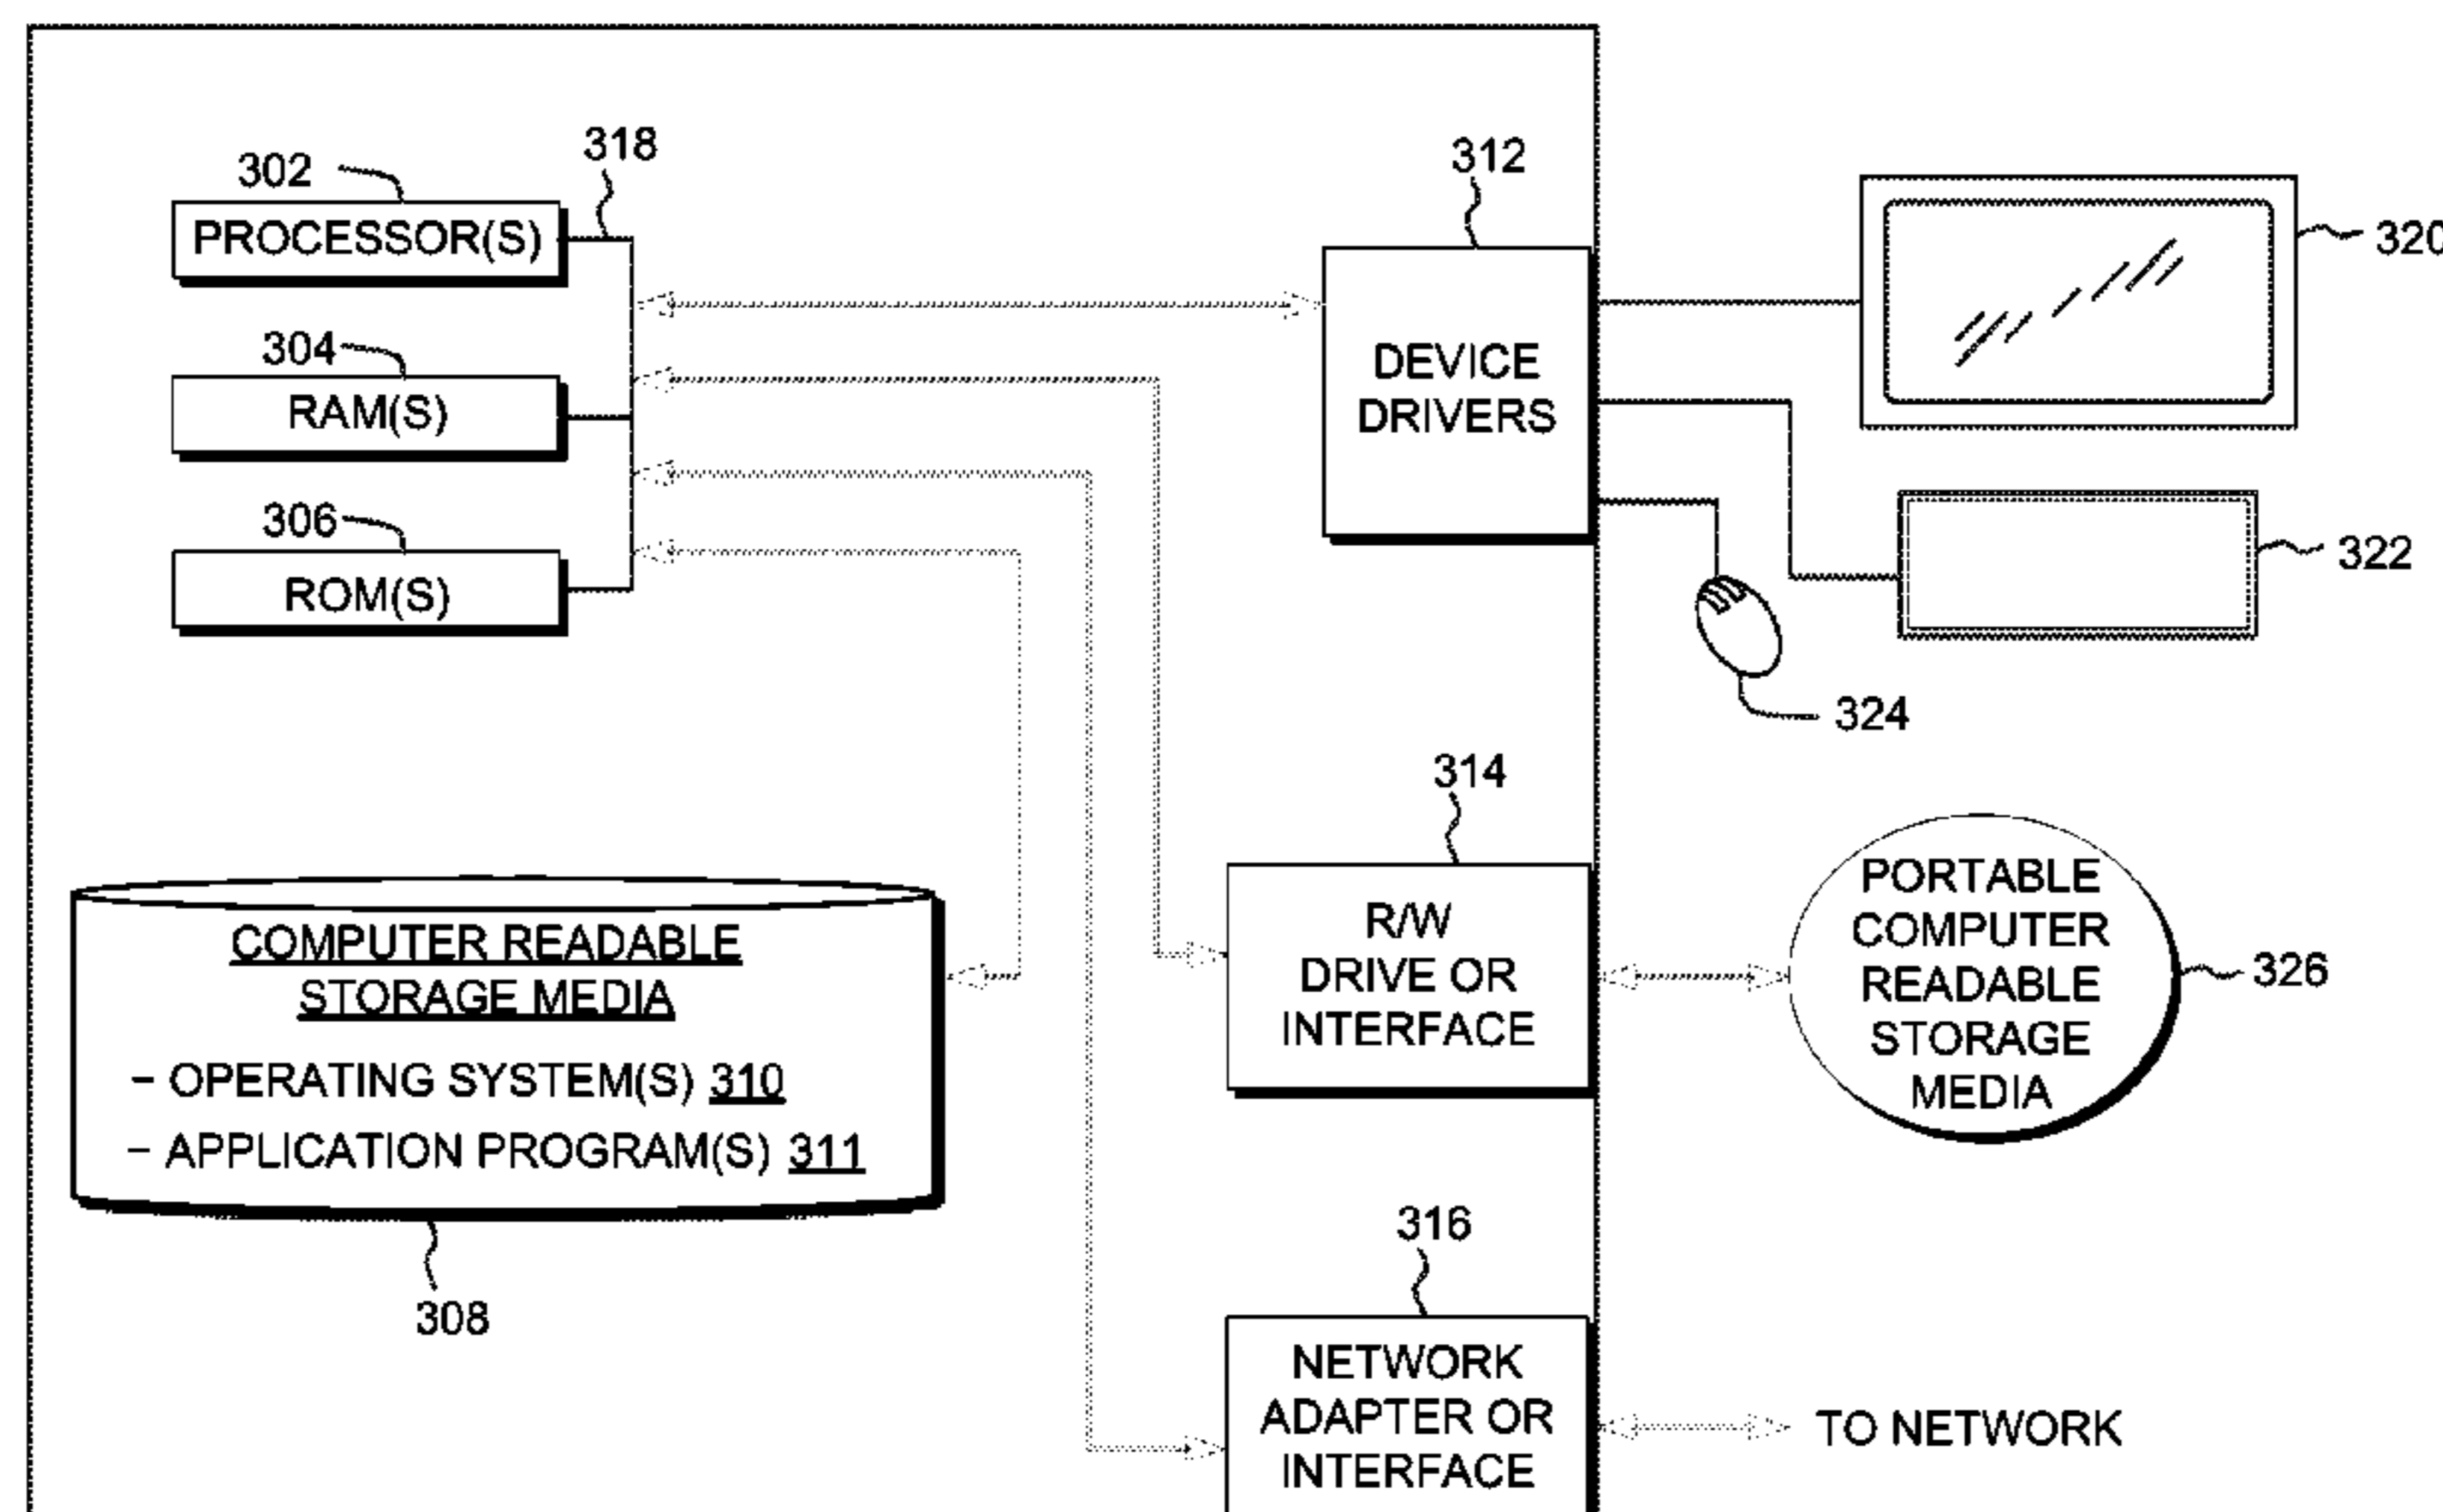 318
302
PROCESSOR(S)
304
RAM(S)
306
ROM(S)
312
DEVICE
DRIVERS
320
322
324
COMPUTER READABLE
STORAGE MEDIA
- OPERATING SYSTEM(S) 310
- APPLICATION PROGRAM(S) 311
308
314
R/W
DRIVE OR
INTERFACE
PORTABLE
COMPUTER
READABLE
STORAGE
MEDIA
326
316
NETWORK
ADAPTER OR
INTERFACE
TO NETWORK